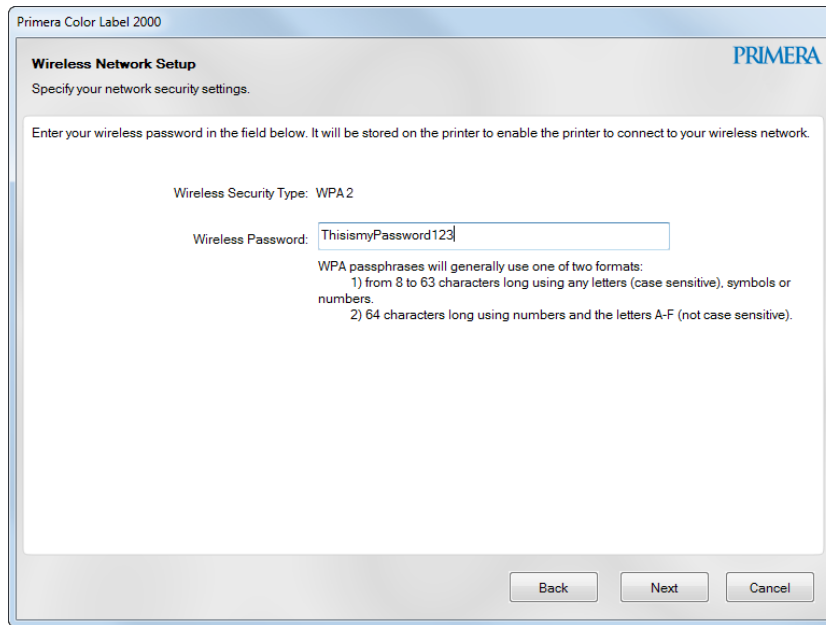 Primera Color Label 2000
PRIMERA
Wireless Network Setup
Specify your network security settings.
Enter your wireless password in the field below. It will be stored on the printer to enable the printer to connect to your wireless network.
Wireless Security Type: WPA2
Wireless Password: ThisismyPassword123
WPA passphrases will generally use one of two formats:
1) from 8 to 63 characters long using any letters (case sensitive), symbols or
numbers.
2) 64 characters long using numbers and the letters A-F (not case sensitive).
Back Next Cancel